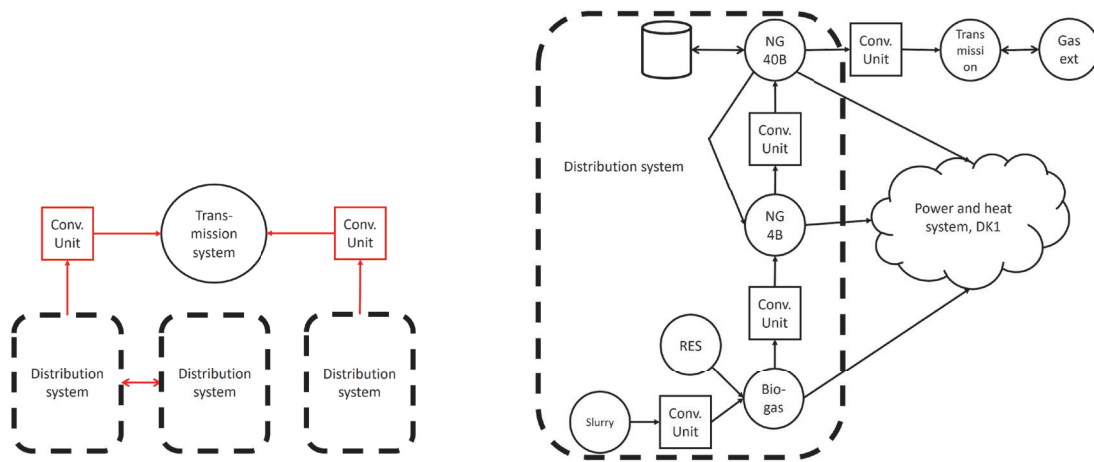 Trans-
mission
system
Conv.
Unit
Conv.
Unit
Distribution
system
Distribution
system
Distribution
system
NG
40B
Conv.
Unit
Trans
missi
on
Gas
ext
Conv.
Unit
Distribution system
NG
4B
Power and heat
system, DK1
Conv.
Unit
RES
Bio-
gas
Slurry
Conv.
Unit